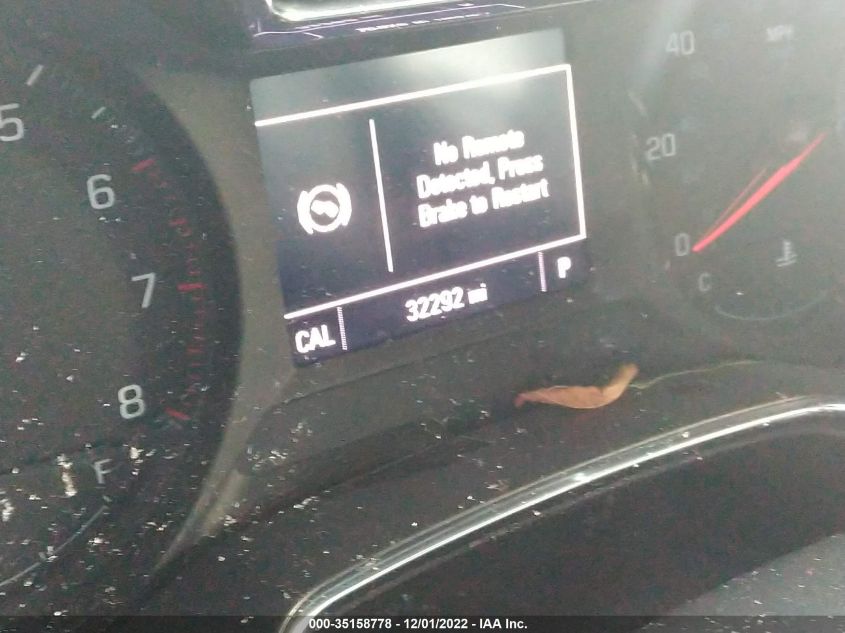 5
6
7
8
F
No Remote
Detected, Press
Brake to Restart
32292 mi
P
CAL
40
MPH
20
0
C
000-35158778 - 12/01/2022 - IAA Inc.